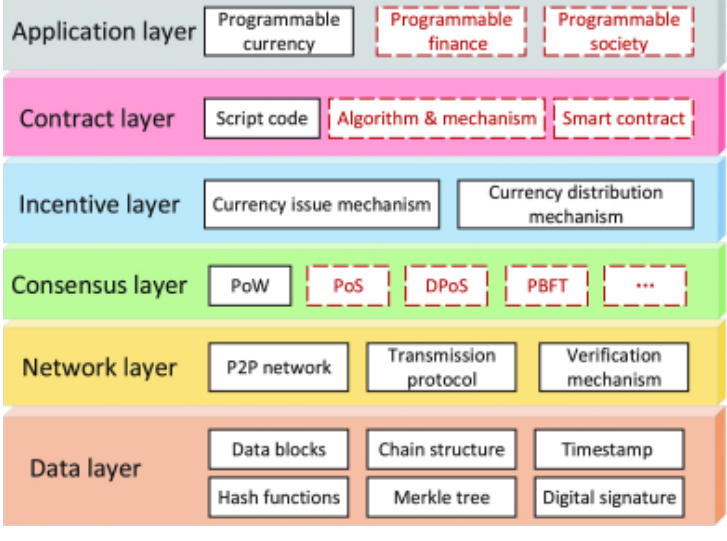 Application layer
Programmable
currency
Programmable
finance
Programmable
society
Contract layer
Script code
Algorithm & mechanism
Smart contract
Incentive layer
Currency issue mechanism
Currency distribution
mechanism
Consensus layer
PoW
PoS
DPoS
PBFT
...
Network layer
P2P network
Transmission
protocol
Verification
mechanism
Data layer
Data blocks
Chain structure
Timestamp
Hash functions
Merkle tree
Digital signature